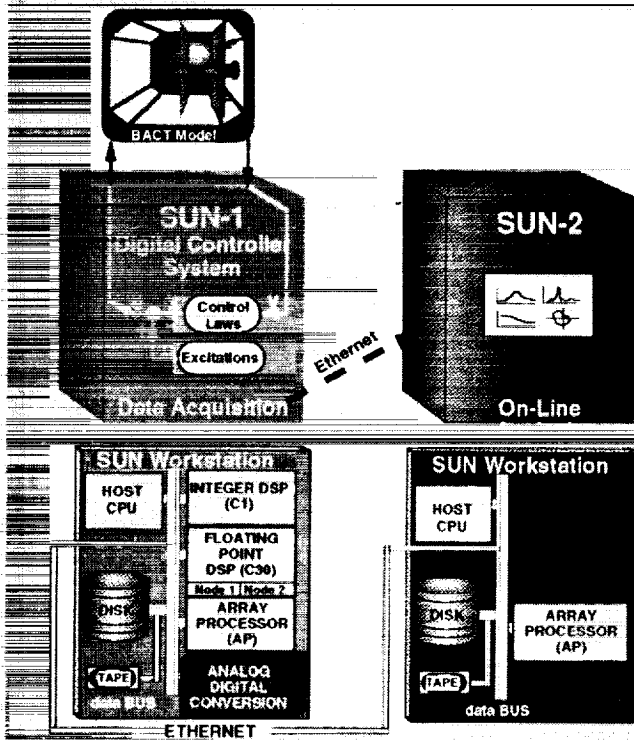 BACT Model
SUN-1
Digital Controller
System
Control
Laws
Excitations
Data Acquisition
Ethernet
SUN-2
On-Line
SUN Workstation
HOST
CPU
INTEGER DSP
(C1)
FLOATING
POINT
DSP (C30)
Node 1 Node 2
ARRAY
PROCESSOR
(AP)
DISK
TAPE
ANALOG
DIGITAL
CONVERSION
data BUS
ETHERNET
SUN Workstation
HOST
CPU
DISK
ARRAY
PROCESSOR
(AP)
TAPE
data BUS